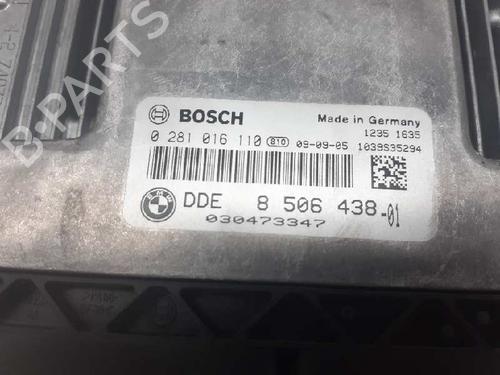 B-PARTS
BOSCH
Made in Germany
1235 1635
0 281 016 110 810 09-09-05 1039S35294
BMW
DDE 8 506 438-01
030473347